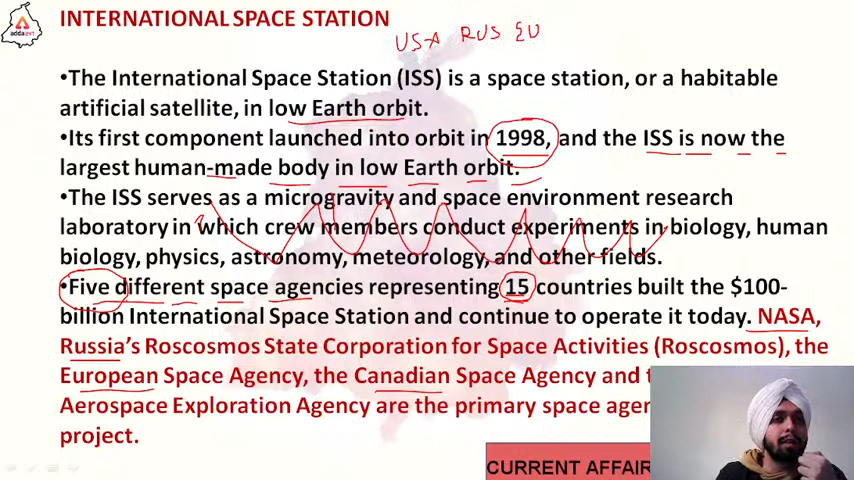 INTERNATIONAL SPACE STATION
USA RUS EU
adda247
•The International Space Station (ISS) is a space station, or a habitable
artificial satellite, in low Earth orbit.
•Its first component launched into orbit in 1998, and the ISS is now the
largest human-made body in low Earth orbit.
•The ISS serves as a microgravity and space environment research
laboratory in which crew members conduct experiments in biology, human
biology, physics, astronomy, meteorology, and other fields.
•Five different space agencies representing 15 countries built the $100-
billion International Space Station and continue to operate it today. NASA,
Russia's Roscosmos State Corporation for Space Activities (Roscosmos), the
European Space Agency, the Canadian Space Agency and
Aerospace Exploration Agency are the primary space
project.
CURRENT AFFAIR